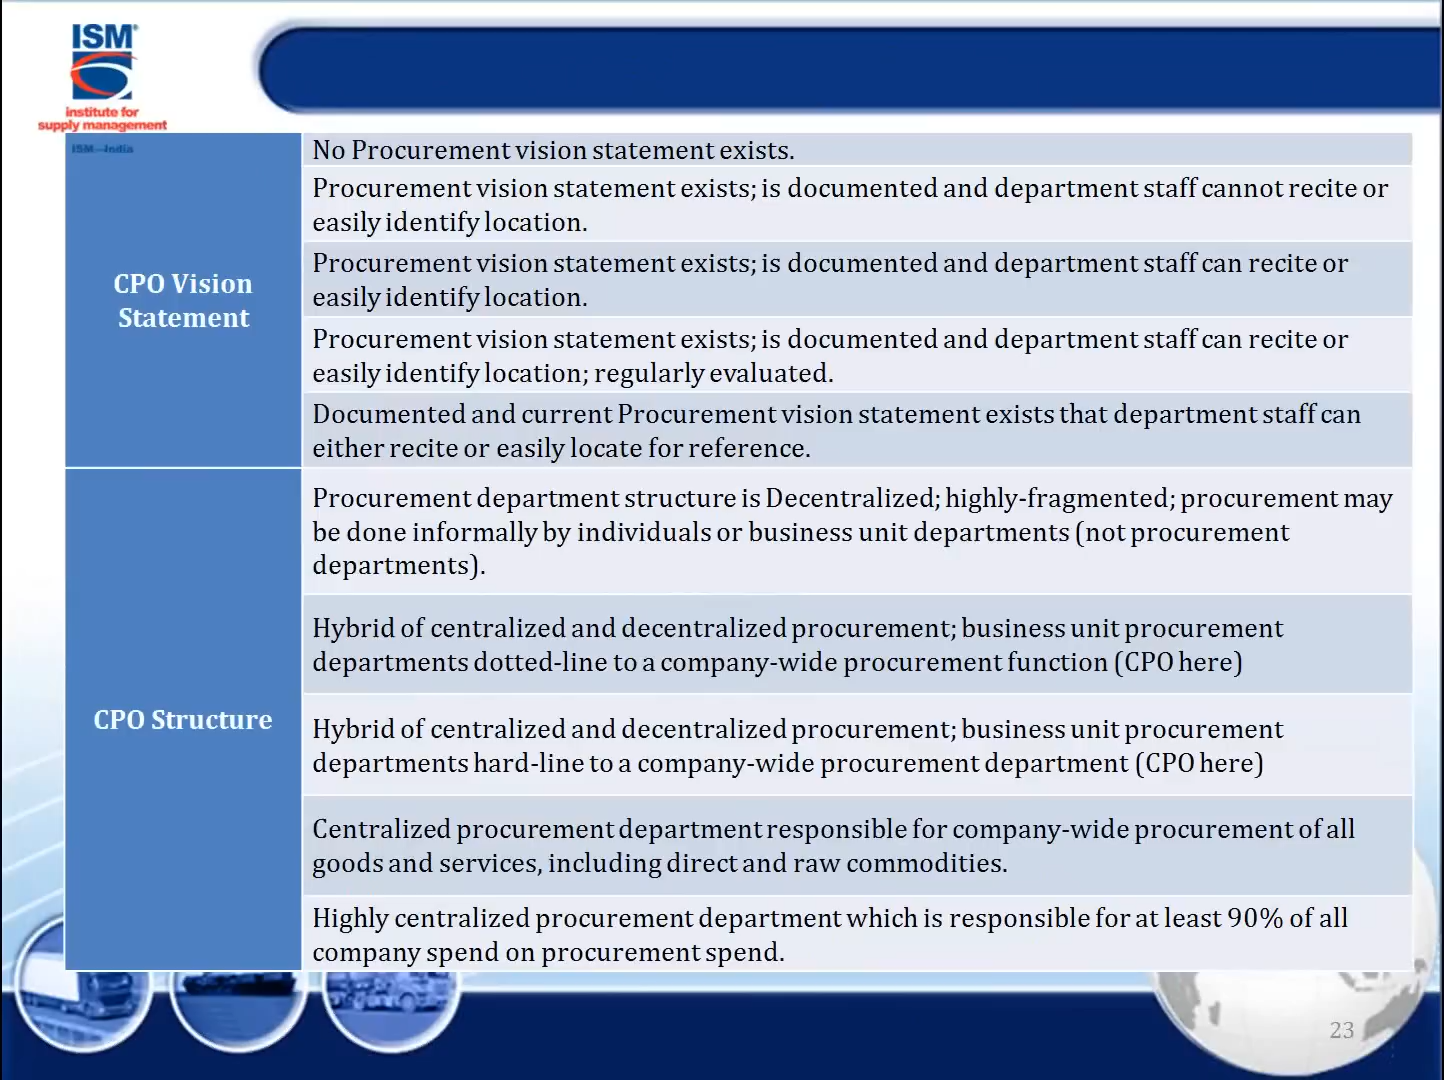 ISM
institute for
supply management
ISM—India
CPO Vision
Statement
No Procurement vision statement exists.
Procurement vision statement exists; is documented and department staff cannot recite or
easily identify location.
Procurement vision statement exists; is documented and department staff can recite or
easily identify location.
Procurement vision statement exists; is documented and department staff can recite or
easily identify location; regularly evaluated.
Documented and current Procurement vision statement exists that department staff can
either recite or easily locate for reference.
CPO Structure
Procurement department structure is Decentralized; highly-fragmented; procurement may
be done informally by individuals or business unit departments (not procurement
departments).
Hybrid of centralized and decentralized procurement; business unit procurement
departments dotted-line to a company-wide procurement function (CPO here)
Hybrid of centralized and decentralized procurement; business unit procurement
departments hard-line to a company-wide procurement department (CPO here)
Centralized procurement department responsible for company-wide procurement of all
goods and services, including direct and raw commodities.
Highly centralized procurement department which is responsible for at least 90% of all
company spend on procurement spend.
23